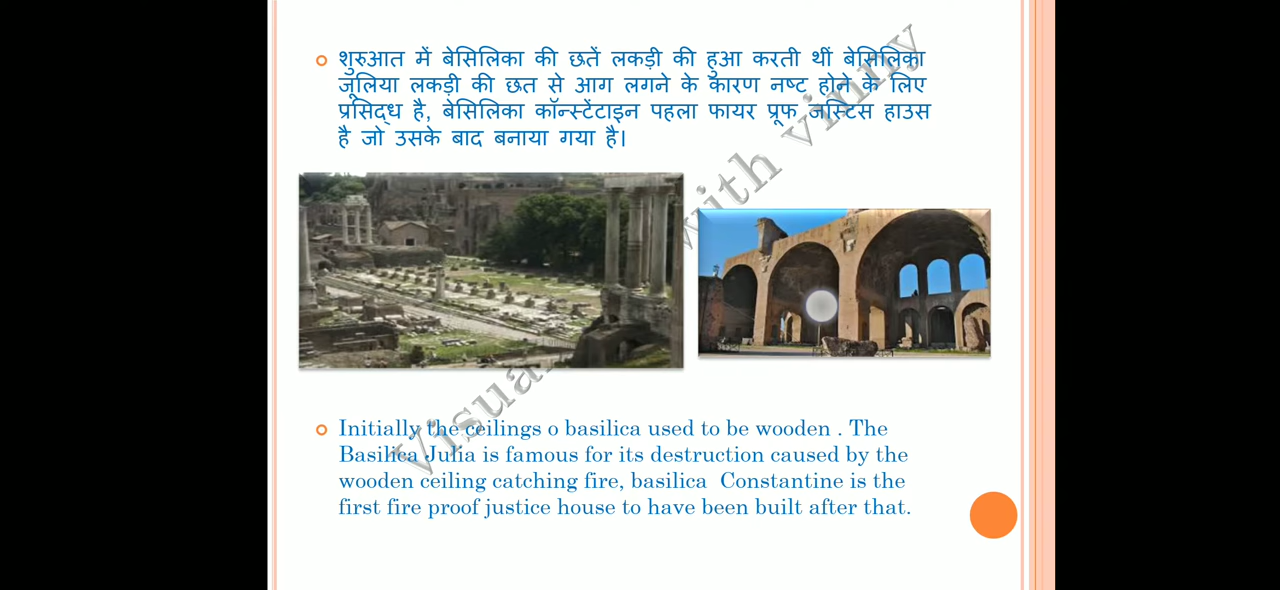 शुरुआत में बेसिलिका की छतें लकड़ी की हुआ करती थीं बेसिलिका
जूलिया लकड़ी की छत से आग लगने के कारण नष्ट होने के लिए
प्रसिद्ध है, बेसिलिका कॉन्स्टेंटाइन पहला फायर प्रूफ जस्टिस हाउस
है जो उसके बाद बनाया गया है।
Visual with vinny
Initially the ceilings o basilica used to be wooden . The
Basilica Julia is famous for its destruction caused by the
wooden ceiling catching fire, basilica Constantine is the
first fire proof justice house to have been built after that.